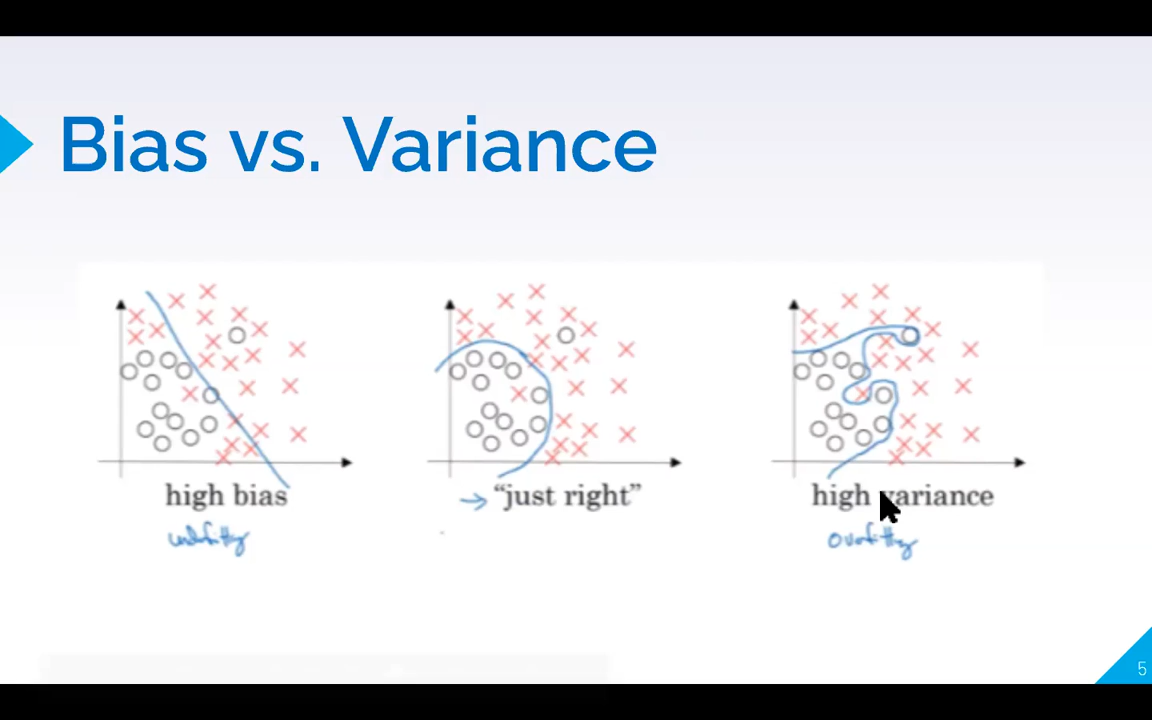 Bias vs. Variance
high bias
"just right"
high variance
underfitting
overfitting
5